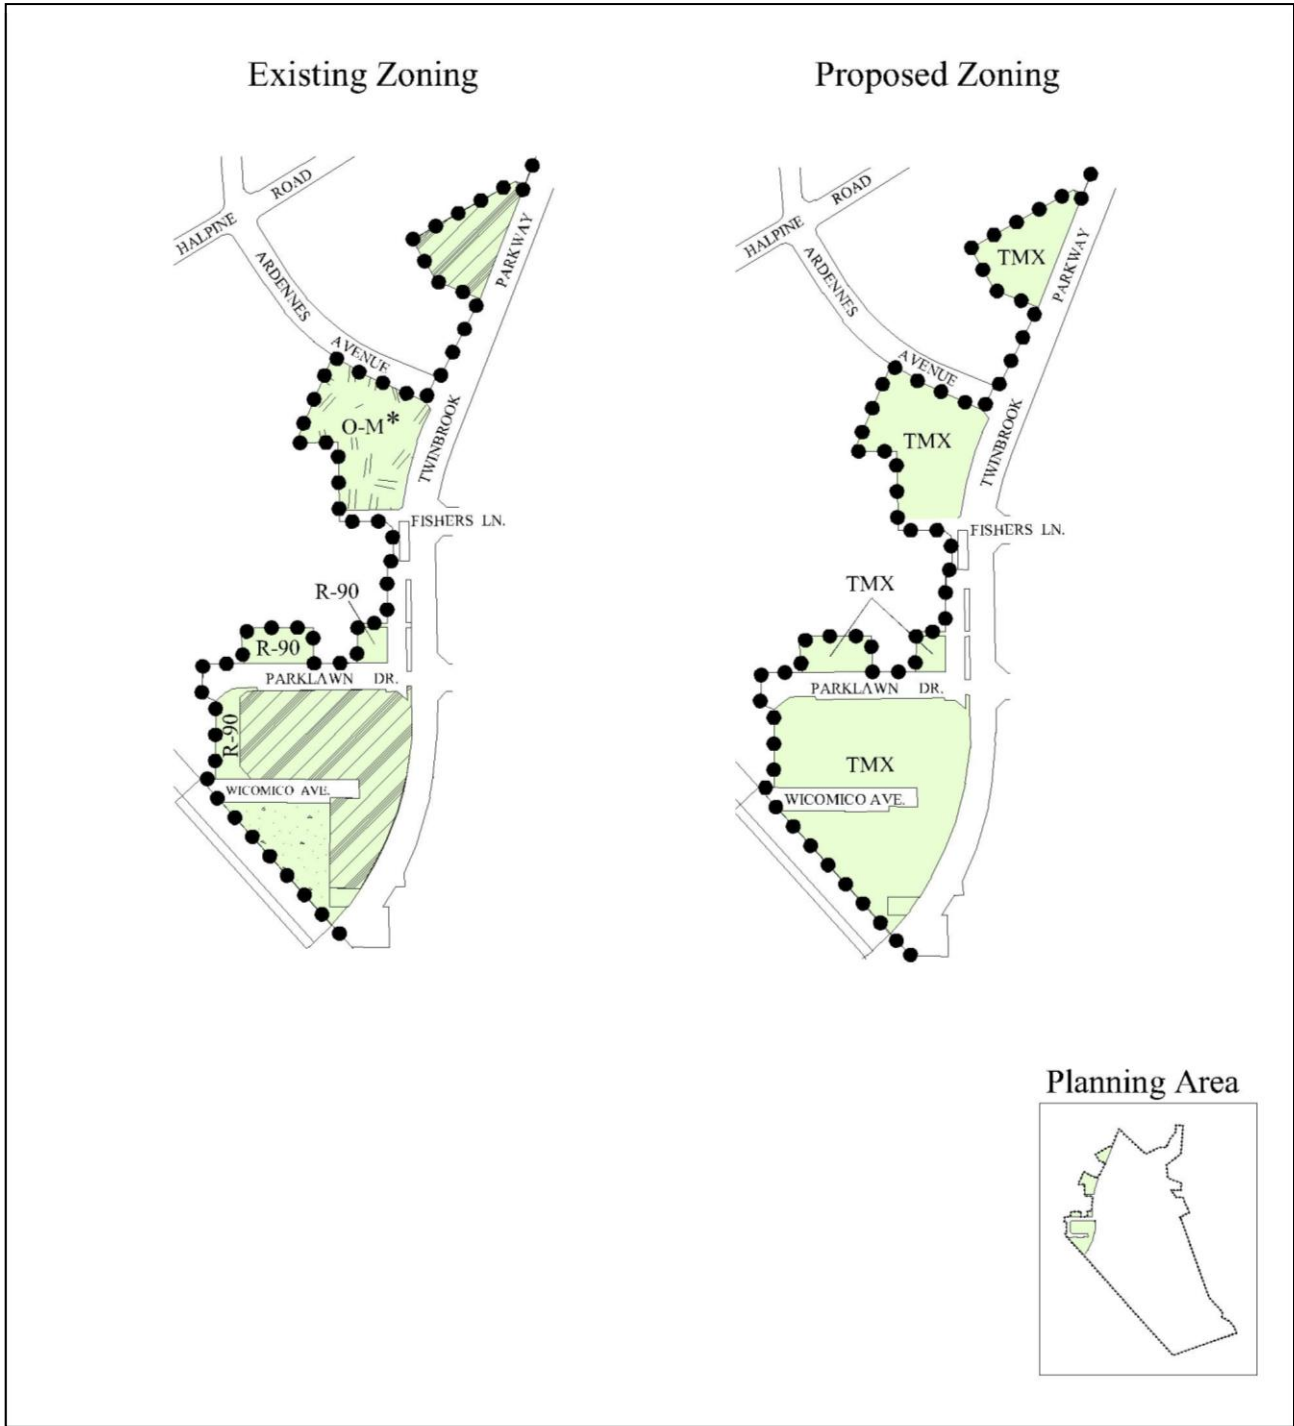 Existing Zoning
HALPINE
ROAD
ARDENNES
AVENUE
PARKWAY
TWINBROOK
O-M*
FISHERS LN.
R-90
R-90
PARKLAWN DR.
R-90
WICOMICO AVE.
Proposed Zoning
HALPINE
ROAD
ARDENNES
AVENUE
TMX
PARKWAY
TWINBROOK
TMX
FISHERS LN.
TMX
PARKLAWN DR.
TMX
WICOMICO AVE.
Planning Area